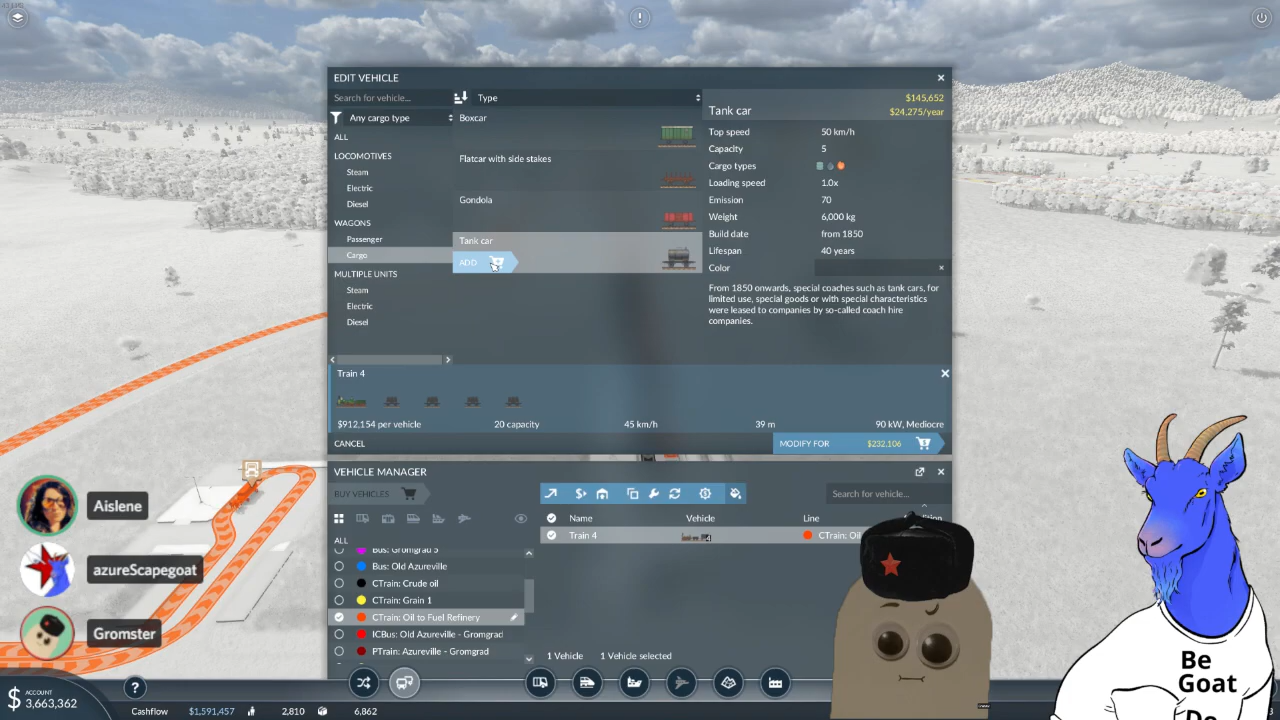 EDIT VEHICLE
Search for vehicle...
Type
Any cargo type
Boxcar
$145,652
Tank car
$24,275/year
ALL
LOCOMOTIVES
Steam
Electric
Diesel
WAGONS
Passenger
Cargo
MULTIPLE UNITS
Steam
Electric
Diesel
Flatcar with side stakes
Gondola
Tank car
ADD
Top speed 50 km/h
Capacity 5
Cargo types
Loading speed 1.0x
Emission 70
Weight 6,000 kg
Build date from 1850
Lifespan 40 years
Color
From 1850 onwards, special coaches such as tank cars, for
limited use, special goods or with special characteristics
were leased to companies by so-called coach hire
companies.
Train 4
$912,154 per vehicle 20 capacity 45 km/h 39 m 90 kW, Mediocre
CANCEL
MODIFY FOR $232,106
VEHICLE MANAGER
BUY VEHICLES
Search for vehicle...
Name Vehicle Line
ALL
Train 4 CTrain: Oil
Bus: Gromgrad 5
Bus: Old Azureville
CTrain: Crude oil
CTrain: Grain 1
CTrain: Oil to Fuel Refinery
ICBus: Old Azureville - Gromgrad
PTrain: Azureville - Gromgrad
1 Vehicle 1 Vehicle selected
Aislene
azureScapegoat
Gromster
Be
Goat
Do
$ ACCOUNT
3,663,362
?
Cashflow $1,591,457 2,810 6,862